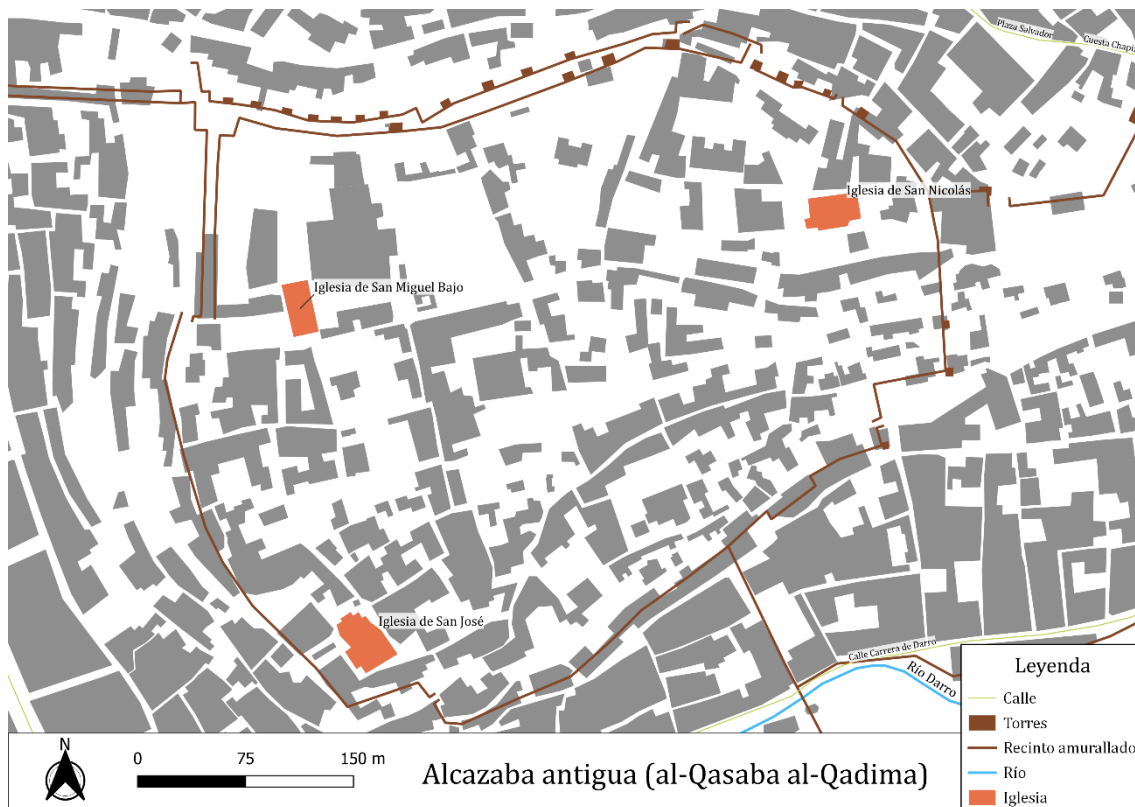 Plaza Salvador
Cuesta Chapiz
Iglesia de San Nicolás
Iglesia de San Miguel Bajo
Iglesia de San José
Calle Carrera de Darro
Río Darro
Leyenda
Calle
Torres
Recinto amurallado
Río
Iglesia
N
0 75 150 m
Alcazaba antigua (al-Qasaba al-Qadima)